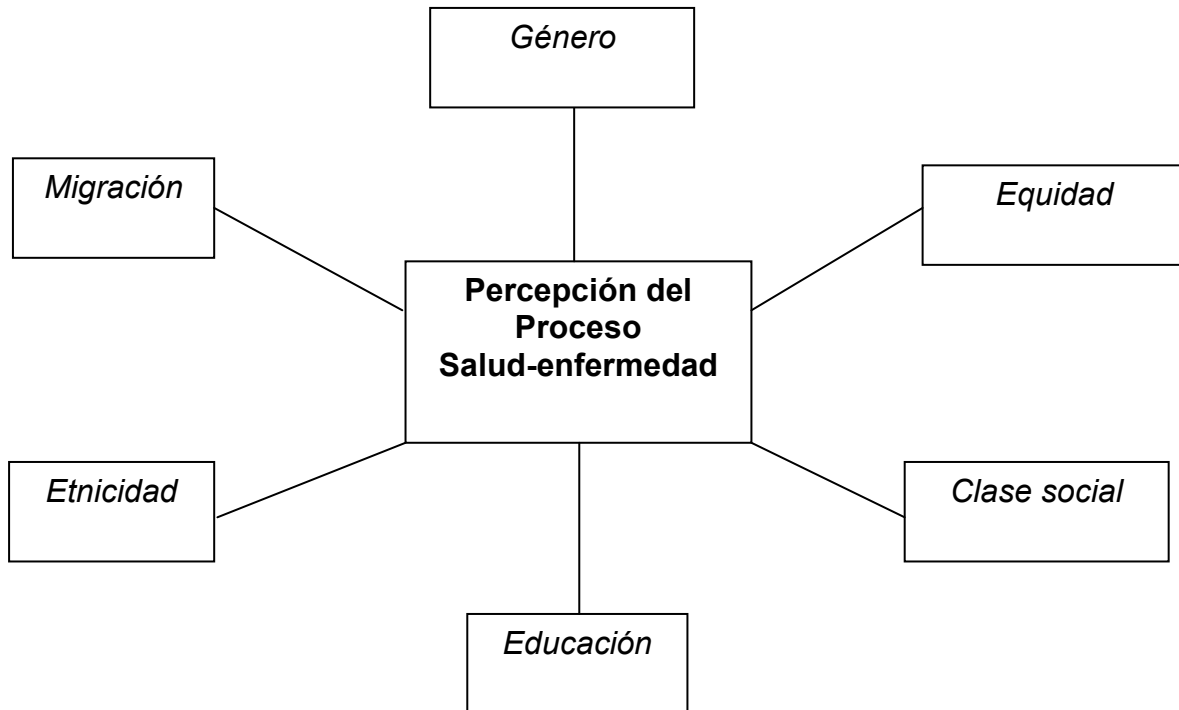 Género
Migración
Equidad
Percepción del
Proceso
Salud-enfermedad
Etnicidad
Clase social
Educación